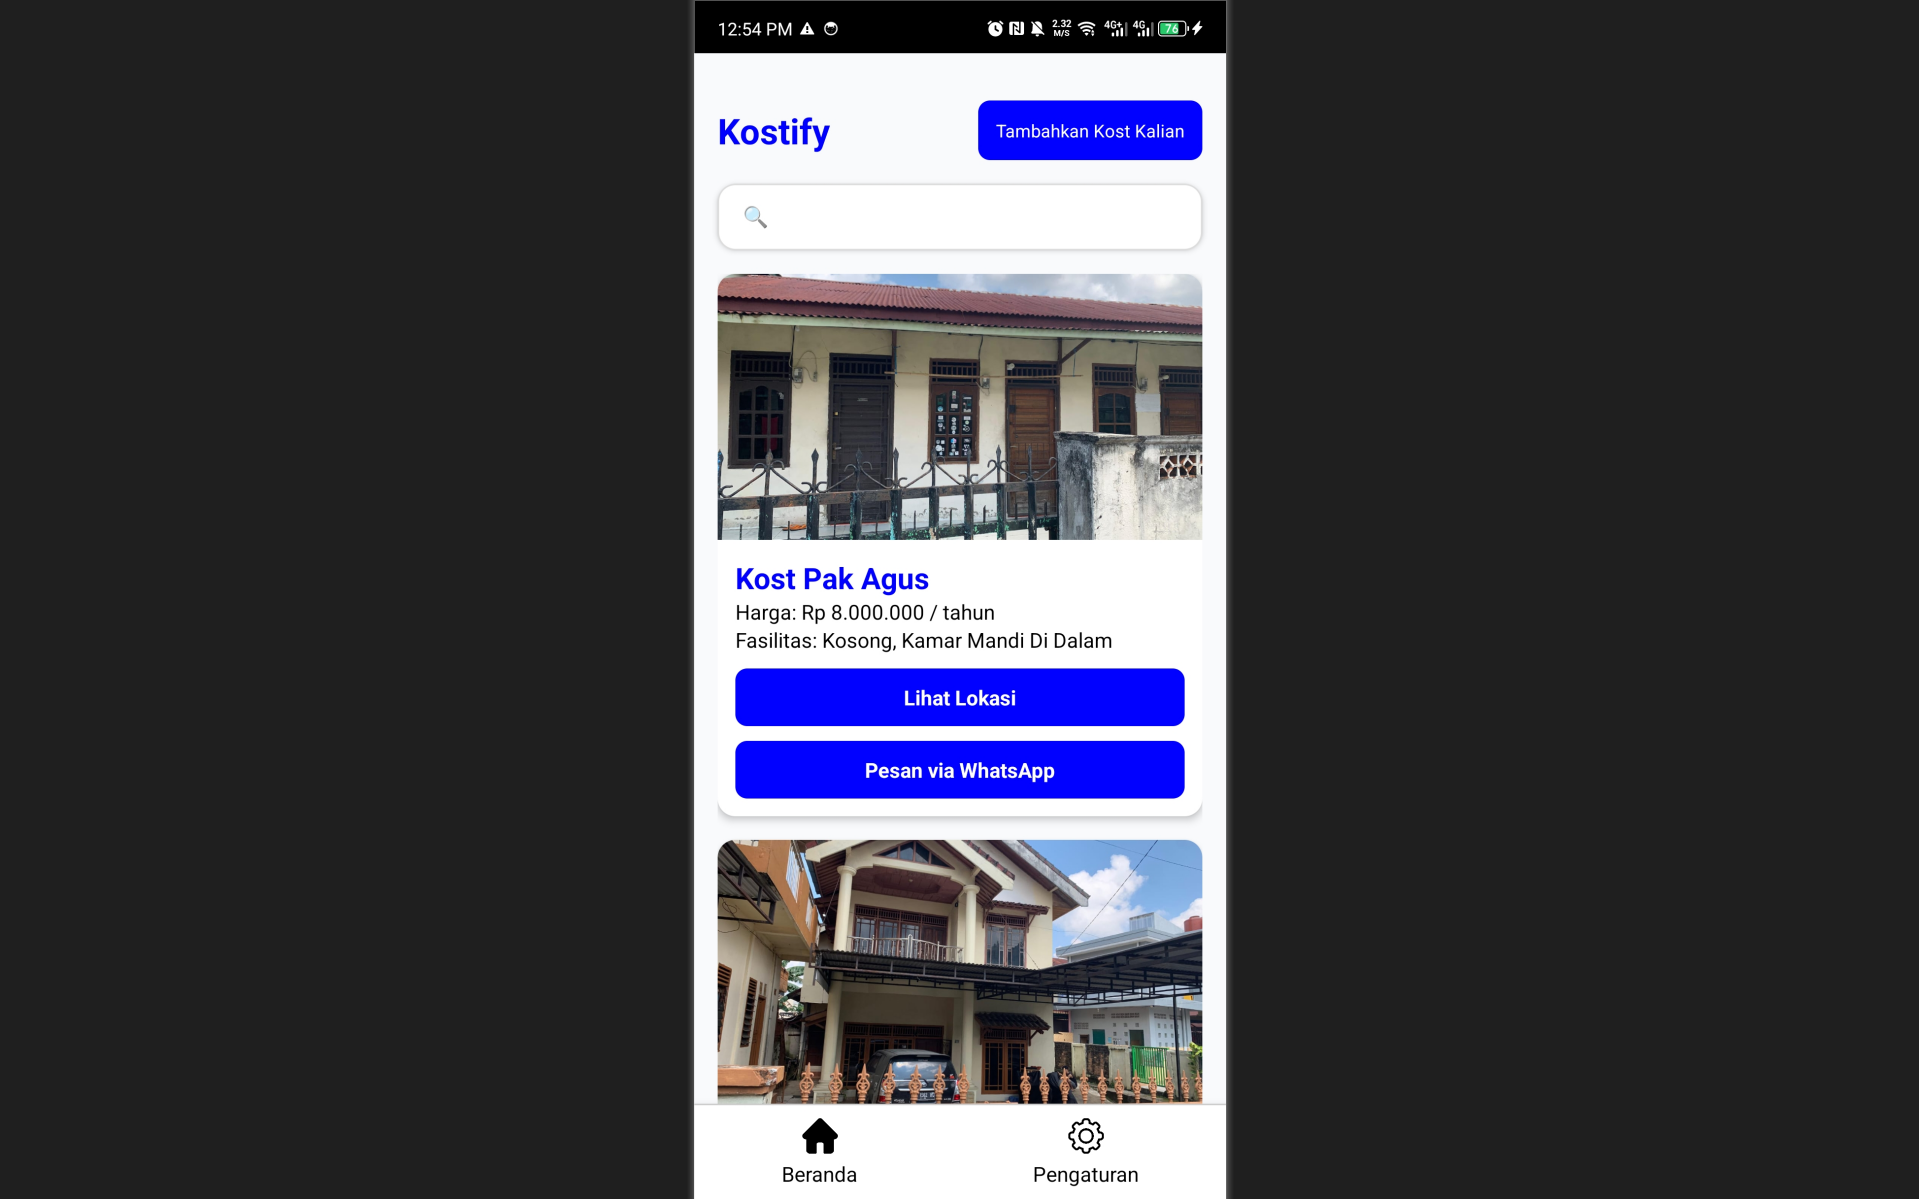 12:54 PM
2.32
M/S
4G+
4G
76
Kostify
Tambahkan Kost Kalian
Kost Pak Agus
Harga: Rp 8.000.000 / tahun
Fasilitas: Kosong, Kamar Mandi Di Dalam
Lihat Lokasi
Pesan via WhatsApp
Beranda
Pengaturan